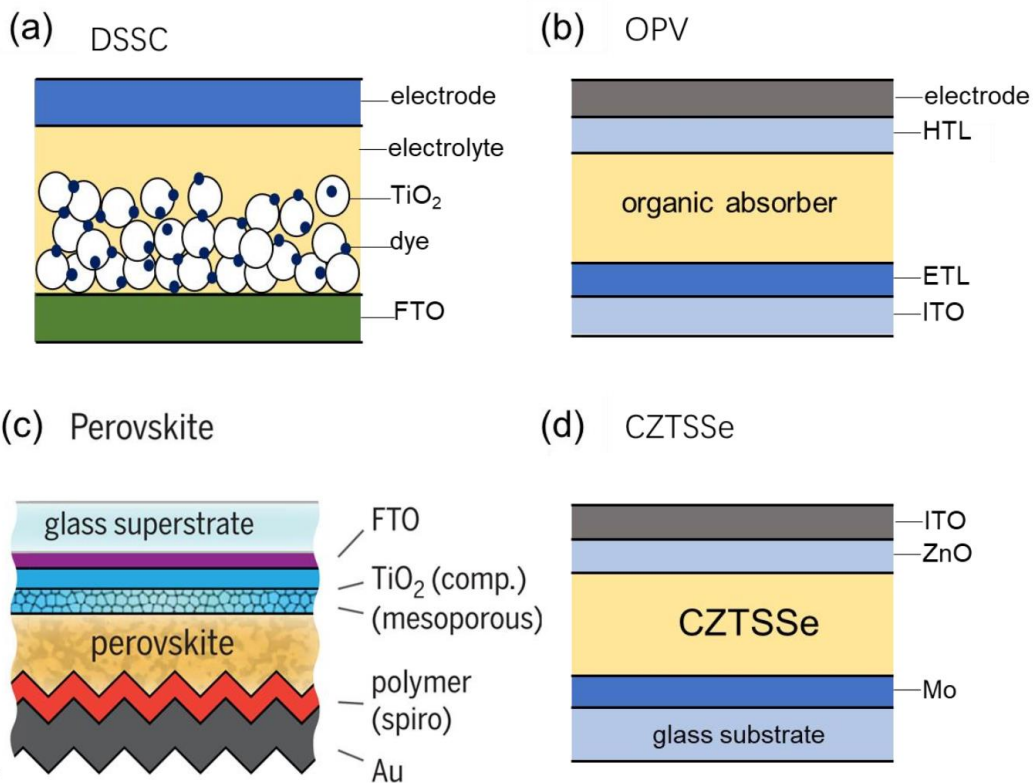 (a) DSSC
electrode
electrolyte
TiO₂
dye
FTO
(b) OPV
electrode
HTL
organic absorber
ETL
ITO
(c) Perovskite
glass superstrate
FTO
TiO₂ (comp.)
(mesoporous)
perovskite
polymer
(spiro)
Au
(d) CZTSSe
ITO
ZnO
CZTSSe
Mo
glass substrate